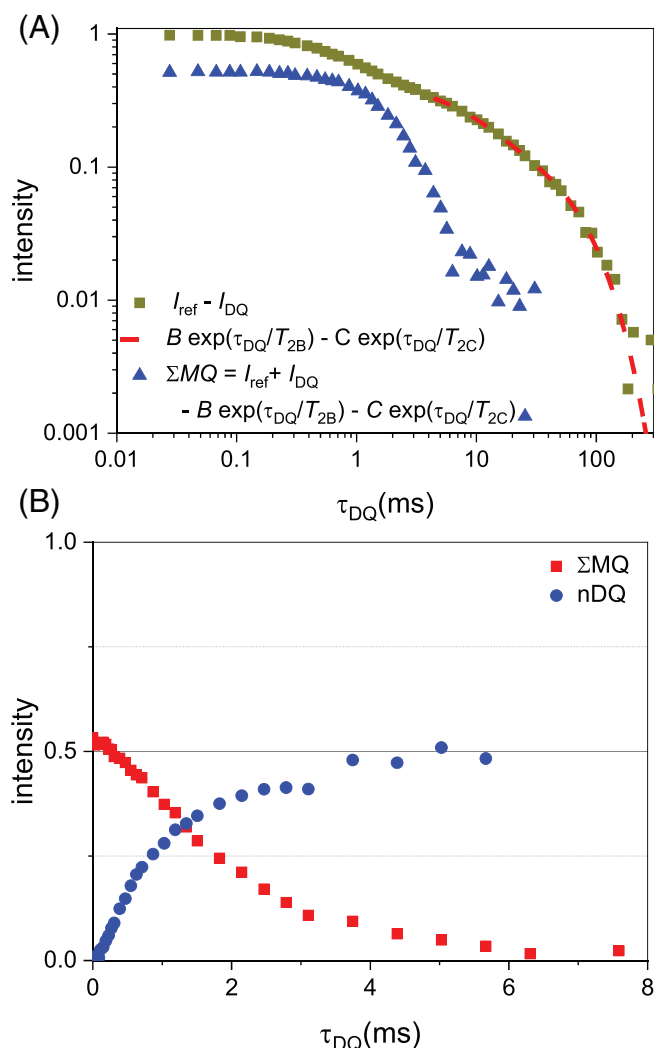 (A)
1
0.1
0.01
0.001
intensity
I_ref - I_DQ
B exp(τ_DQ/T_2B) - C exp(τ_DQ/T_2C)
ΣMQ = I_ref + I_DQ
- B exp(τ_DQ/T_2B) - C exp(τ_DQ/T_2C)
0.01 0.1 1 10 100
τ_DQ(ms)
(B)
1.0
0.5
0.0
intensity
ΣMQ
nDQ
0 2 4 6 8
τ_DQ(ms)